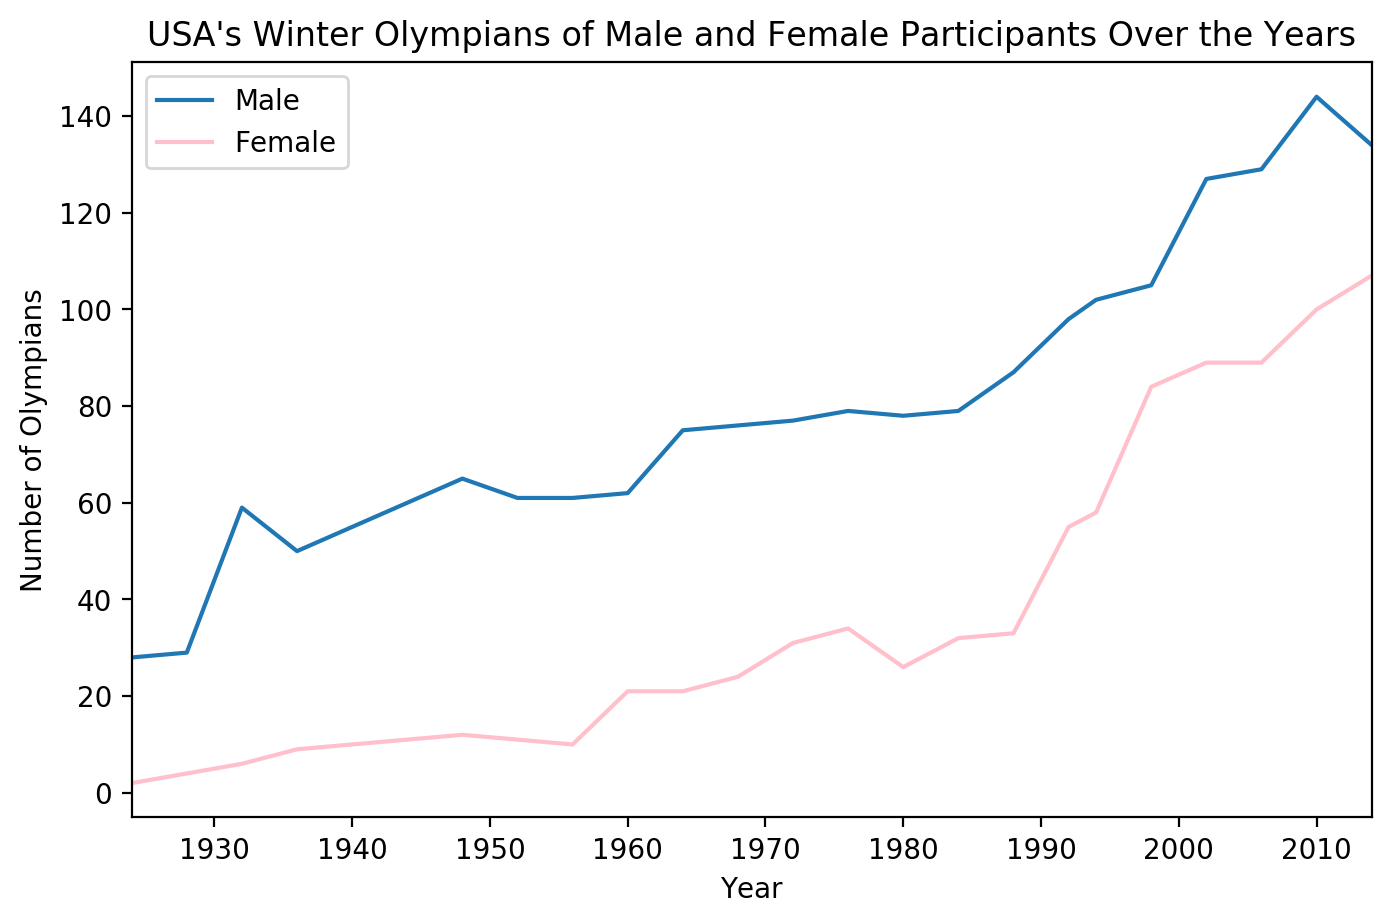 USA's Winter Olympians of Male and Female Participants Over the Years
Male
Female
140
120
100
80
60
40
20
0
Number of Olympians
1930 1940 1950 1960 1970 1980 1990 2000 2010
Year